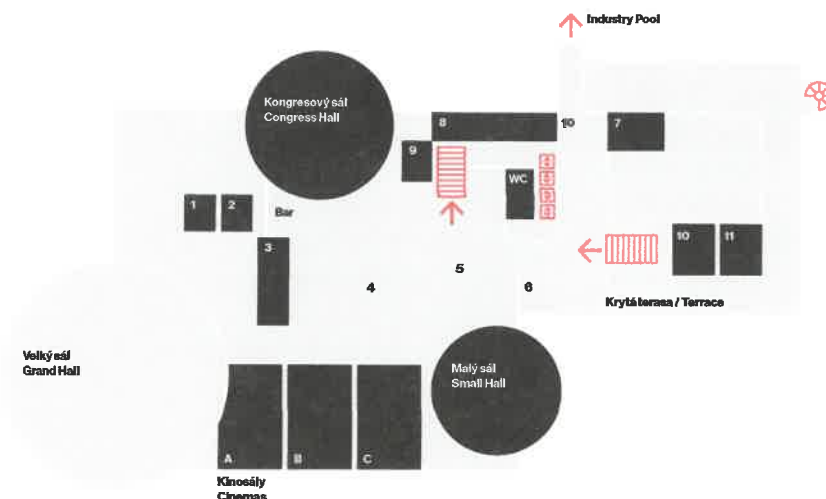 Industry Pool
Kongresový sál
Congress Hall
8
10
7
9
WC
1
2
Bar
3
4
5
6
10
11
Krytá terasa / Terrace
Velký sál
Grand Hall
Malý sál
Small Hall
A
B
C
Kinosály
Cinemas